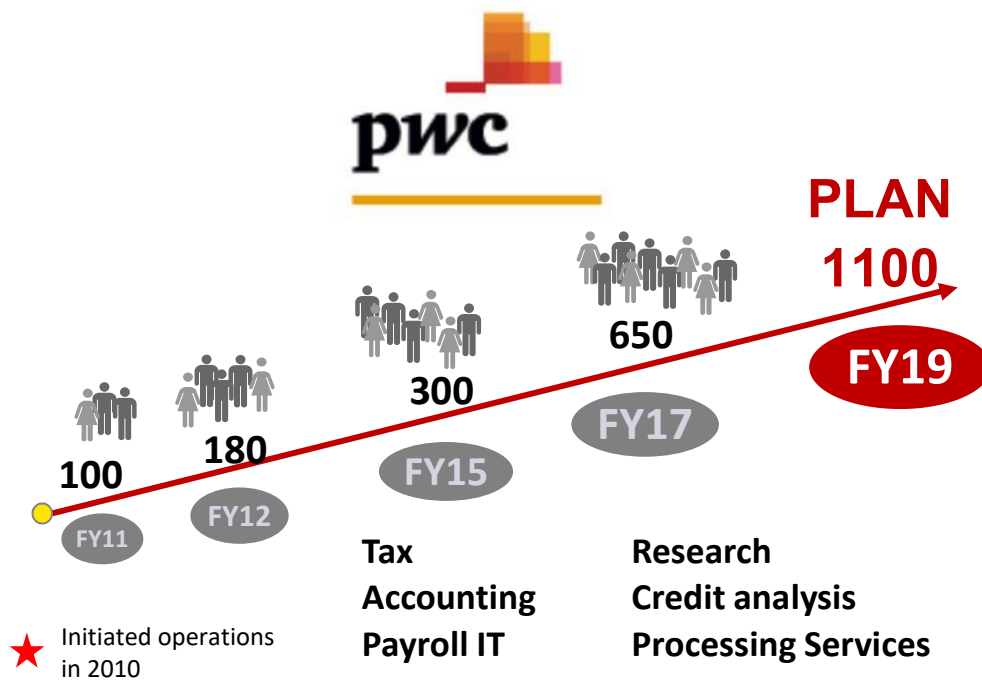 pwc
PLAN
1100
650
300
180
100
FY19
FY17
FY15
FY12
FY11
Tax
Accounting
Payroll IT
Research
Credit analysis
Processing Services
Initiated operations
in 2010